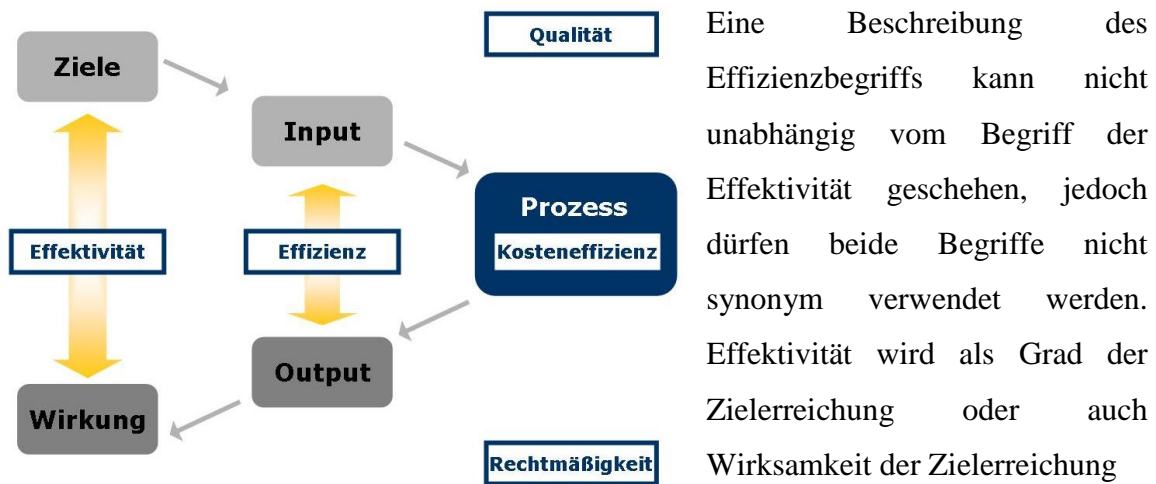 Qualität
Ziele
Input
Prozess
Effektivität
Effizienz
Kosteneffizienz
Output
Wirkung
Rechtmäßigkeit
Eine Beschreibung des
Effizienzbegriffs kann nicht
unabhängig vom Begriff der
Effektivität geschehen, jedoch
dürfen beide Begriffe nicht
synonym verwendet werden.
Effektivität wird als Grad der
Zielerreichung oder auch
Wirksamkeit der Zielerreichung